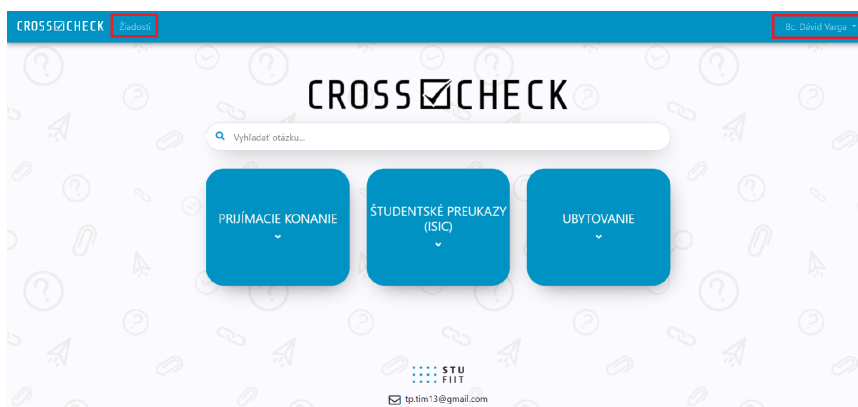 CROSS CHECK Žiadosti Bc. Dávid Varga
CROSS CHECK
Vyhladať otázku...
PRIJÍMACIE KONANIE
ŠTUDENTSKÉ PREUKAZY
(ISIC)
UBYTOVANIE
STU
FIIT
tp.tim13@gmail.com